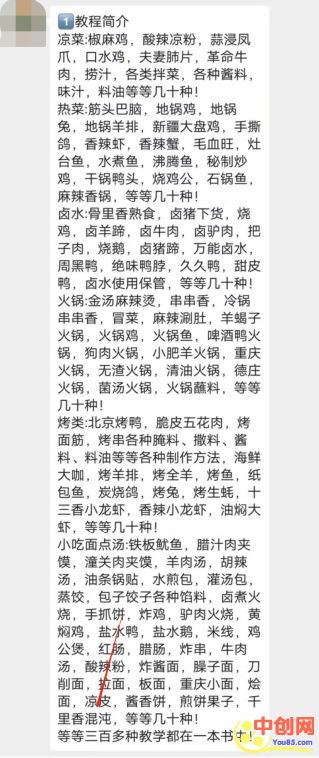 1教程简介
凉菜:椒麻鸡，酸辣凉粉，蒜浸凤
爪，口水鸡，夫妻肺片，革命牛
肉，捞汁，各类拌菜，各种酱料，
味汁，料油等等几十种！
热菜:筋头巴脑，地锅鸡，地锅
兔，地锅羊排，新疆大盘鸡，手撕
鸽，香辣虾，香辣蟹，毛血旺，灶
台鱼，水煮鱼，沸腾鱼，秘制炒
鸡，干锅鸭头，烧鸡公，石锅鱼，
麻辣香锅，等等几十种！
卤水:骨里香熟食，卤猪下货，烧
鸡，卤羊蹄，卤牛肉，卤驴肉，把
子肉，烧鹅，卤猪蹄，万能卤水，
周黑鸭，绝味鸭脖，久久鸭，甜皮
鸭，卤水使用保管，等等几十种！
火锅:金汤麻辣烫，串串香，冷锅
串串香，冒菜，麻辣涮肚，羊蝎子
火锅，火锅鸡，火锅鱼，啤酒鸭火
锅，狗肉火锅，小肥羊火锅，重庆
火锅，无渣火锅，清油火锅，德庄
火锅，菌汤火锅，火锅蘸料，等等
几十种！
烤类:北京烤鸭，脆皮五花肉，烤
面筋，烤串各种腌料、撒料、酱
料、料油等等各种制作方法，海鲜
大咖，烤羊排，烤全羊，烤鱼，纸
包鱼，炭烧鸽，烤兔，烤生蚝，十
三香小龙虾，香辣小龙虾，油焖大
虾，等等几十种！
小吃面点汤:铁板鱿鱼，腊汁肉夹
馍，潼关肉夹馍，羊肉汤，胡辣
汤，油条锅贴，水煎包，灌汤包，
蒸饺，包子饺子各种馅料，卤煮火
烧，手抓饼，炸鸡，驴肉火烧，黄
焖鸡，盐水鸭，盐水鹅，米线，鸡
公煲，红肠，腊肠，炸串，牛肉
汤，酸辣粉，炸酱面，臊子面，刀
削面，拉面，板面，重庆小面，烩
面，凉皮，酱香饼，煎饼果子，千
里香混沌，等等几十种！
等等三百多种教学都在一本书中！
中创网
You85.com